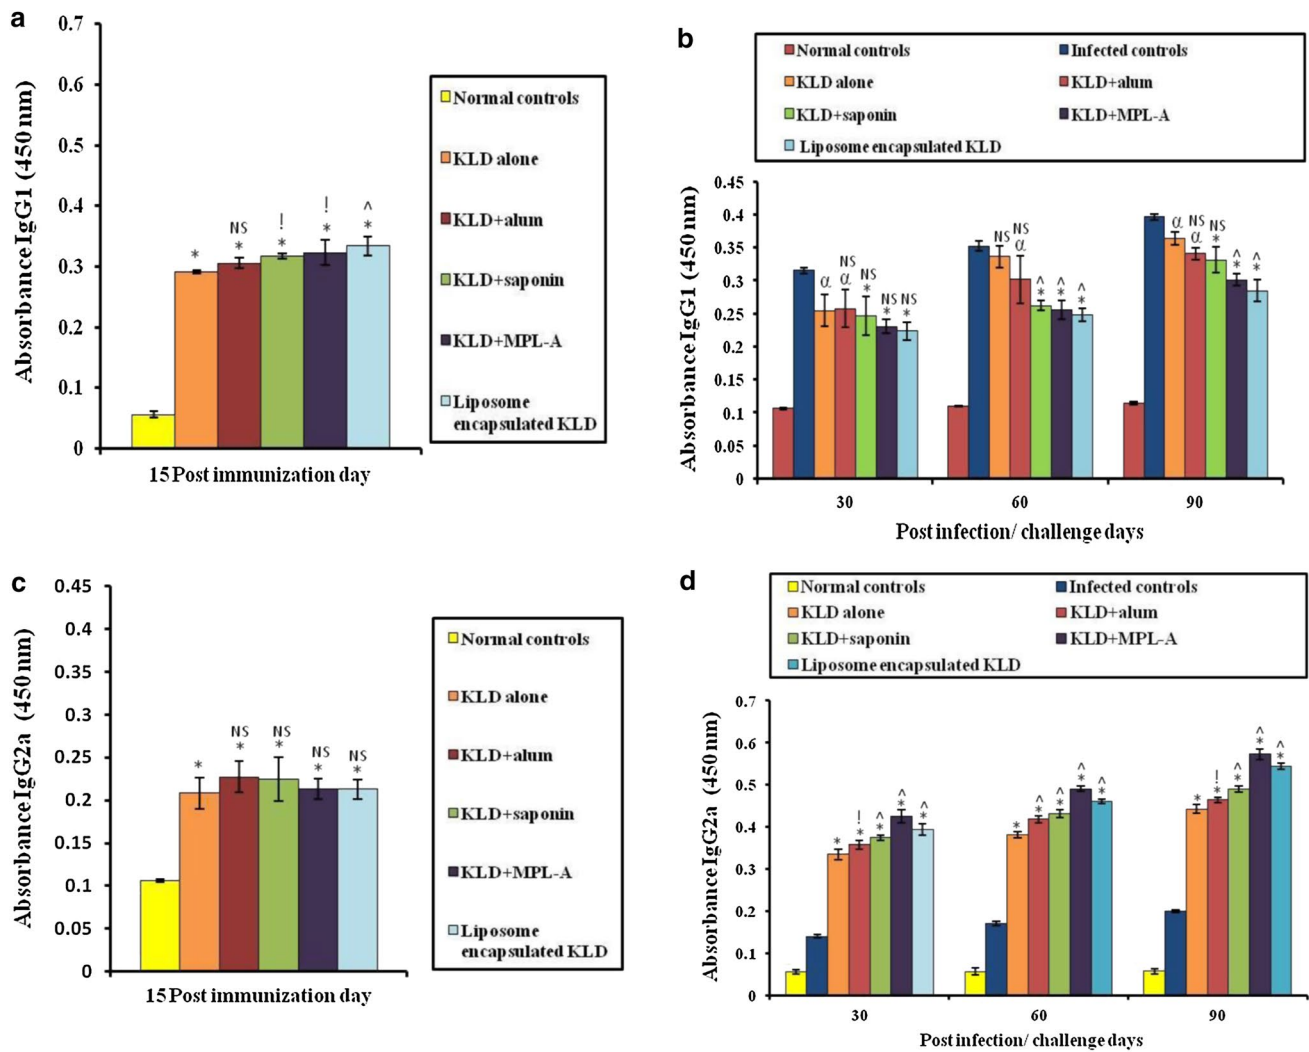 a
0.7
0.6
0.5
0.4
0.3
0.2
0.1
0
Absorbance IgG1 (450 nm)
*
NS
*
!
*
!
*
^
*
15 Post immunization day
Normal controls
KLD alone
KLD+alum
KLD+saponin
KLD+MPL-A
Liposome
encapsulated KLD
b
Normal controls
Infected controls
KLD alone
KLD+alum
KLD+saponin
KLD+MPL-A
Liposome encapsulated KLD
0.45
0.4
0.35
0.3
0.25
0.2
0.15
0.1
0.05
0
Absorbance IgG1 (450 nm)
α
NS
α
NS
*
NS
*
NS
*
NS
NS
α
^
*
^
*
^
*
α
NS
α
NS
*
^
*
^
*
30 60 90
Post infection/ challenge days
c
0.45
0.4
0.35
0.3
0.25
0.2
0.15
0.1
0.05
0
Absorbance IgG2a (450 nm)
*
NS
*
NS
*
NS
*
NS
*
15 Post immunization day
Normal controls
KLD alone
KLD+alum
KLD+saponin
KLD+MPL-A
Liposome
encapsulated KLD
d
Normal controls
Infected controls
KLD alone
KLD+alum
KLD+saponin
KLD+MPL-A
Liposome encapsulated KLD
0.7
0.6
0.5
0.4
0.3
0.2
0.1
0
Absorbance IgG2a (450 nm)
*
!
*
^
*
^
*
^
*
*
^
*
^
*
^
*
^
*
*
!
*
^
*
^
*
^
*
30 60 90
Post infection/ challenge days